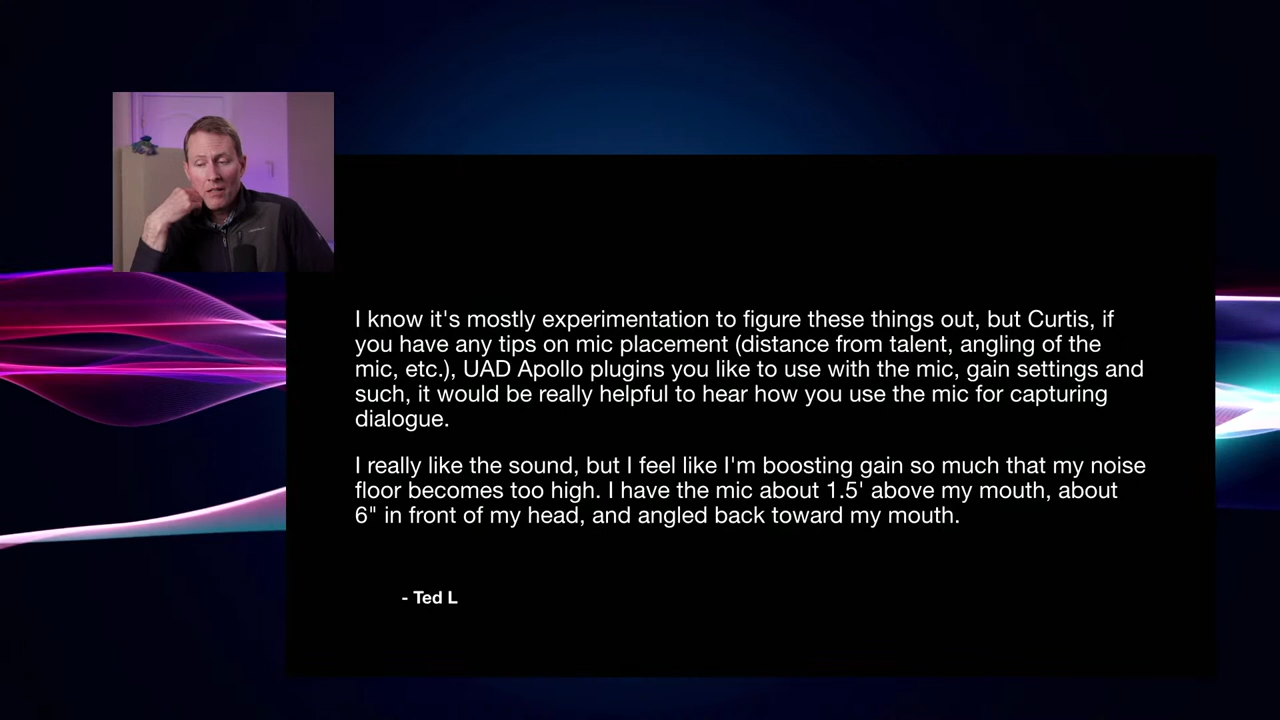 I know it's mostly experimentation to figure these things out, but Curtis, if
you have any tips on mic placement (distance from talent, angling of the
mic, etc.), UAD Apollo plugins you like to use with the mic, gain settings and
such, it would be really helpful to hear how you use the mic for capturing
dialogue.
I really like the sound, but I feel like I'm boosting gain so much that my noise
floor becomes too high. I have the mic about 1.5' above my mouth, about
6" in front of my head, and angled back toward my mouth.
- Ted L